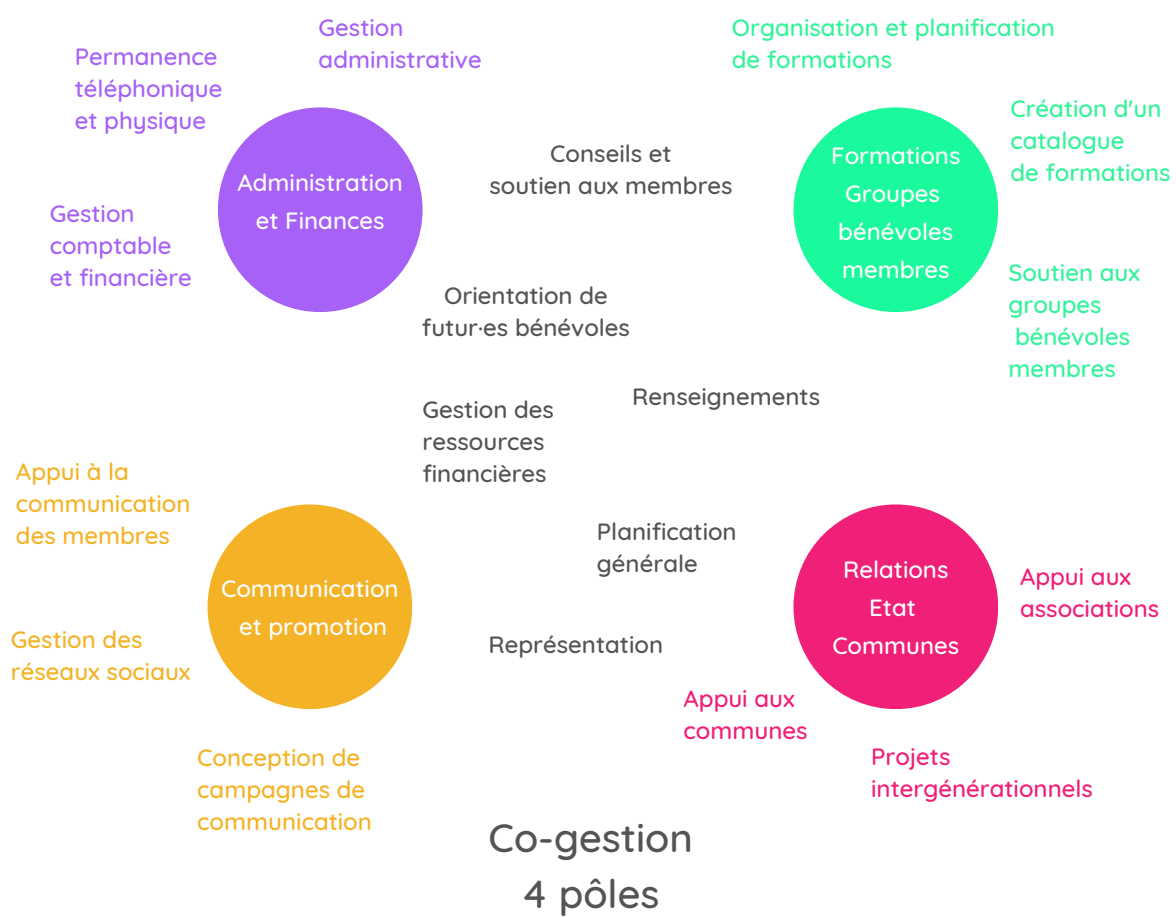 Gestion
administrative
Permanence
téléphonique
et physique
Gestion
comptable
et financière
Administration
et Finances
Organisation et planification
de formations
Création d'un
catalogue
de formations
Formations
Groupes
bénévoles
membres
Soutien aux
groupes
bénévoles
membres
Conseils et
soutien aux membres
Orientation de
futur·es bénévoles
Renseignements
Gestion des
ressources
financières
Planification
générale
Représentation
Appui à la
communication
des membres
Communication
et promotion
Gestion des
réseaux sociaux
Conception de
campagnes de
communication
Relations
Etat
Communes
Appui aux
associations
Appui aux
communes
Projets
intergénérationnels
Co-gestion
4 pôles